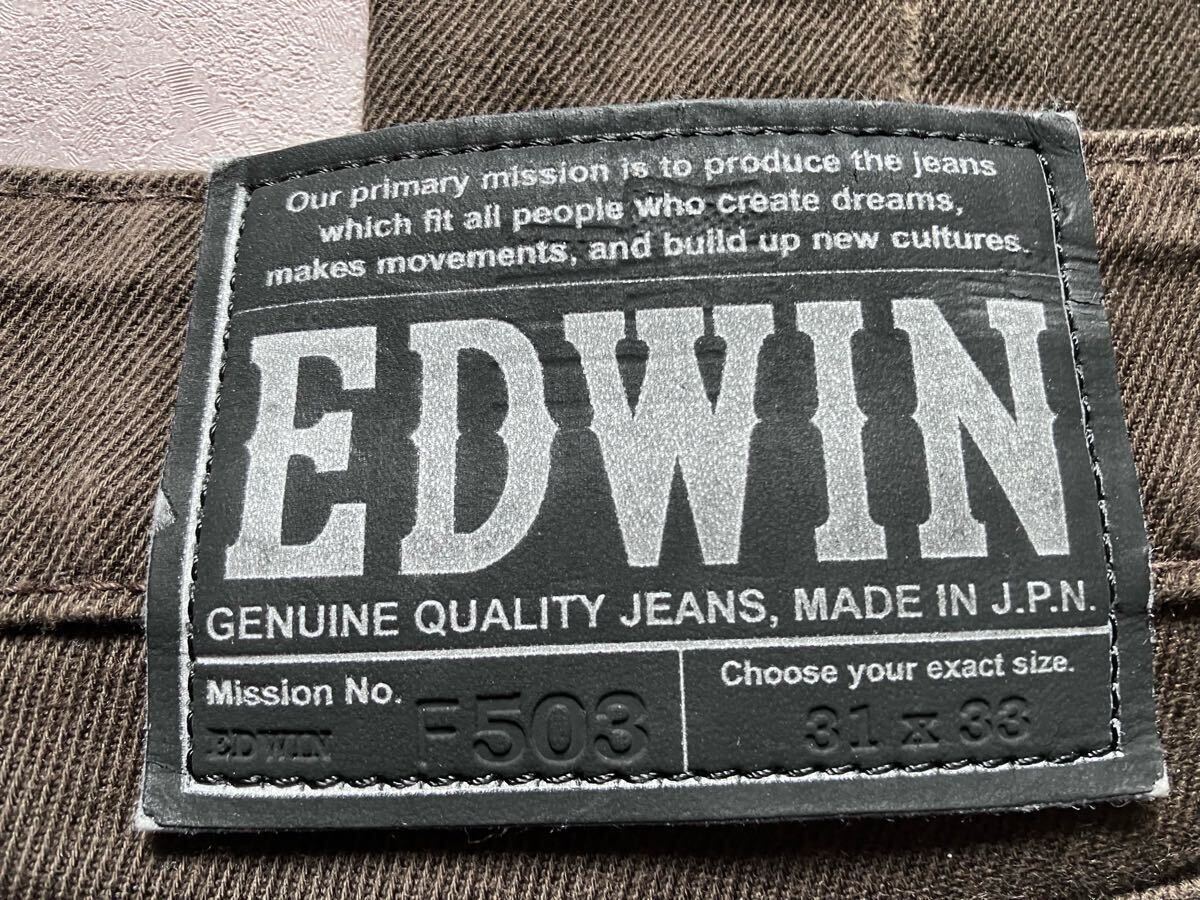 Our primary mission is to produce the jeans
which fit all people who create dreams,
makes movements, and build up new cultures.
EDWIN
GENUINE QUALITY JEANS, MADE IN J.P.N.
Mission No.
EDWIN F503
Choose your exact size.
31 x 33